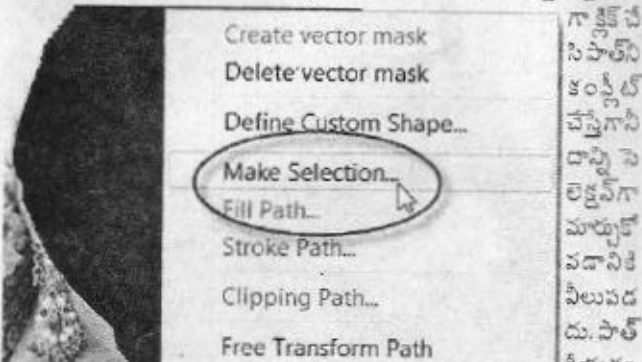 Create vector mask
Delete vector mask
Define Custom Shape...
Make Selection...
Fill Path...
Stroke Path...
Clipping Path...
Free Transform Path
గా క్లిక్ చే
సి పాత్‌ని
కంప్లీట్
చేస్తేగానీ
దాన్ని సె
లెక్షన్‌గా
మార్చుకో
వడానికి
వీలుపడ
దు. పాత్